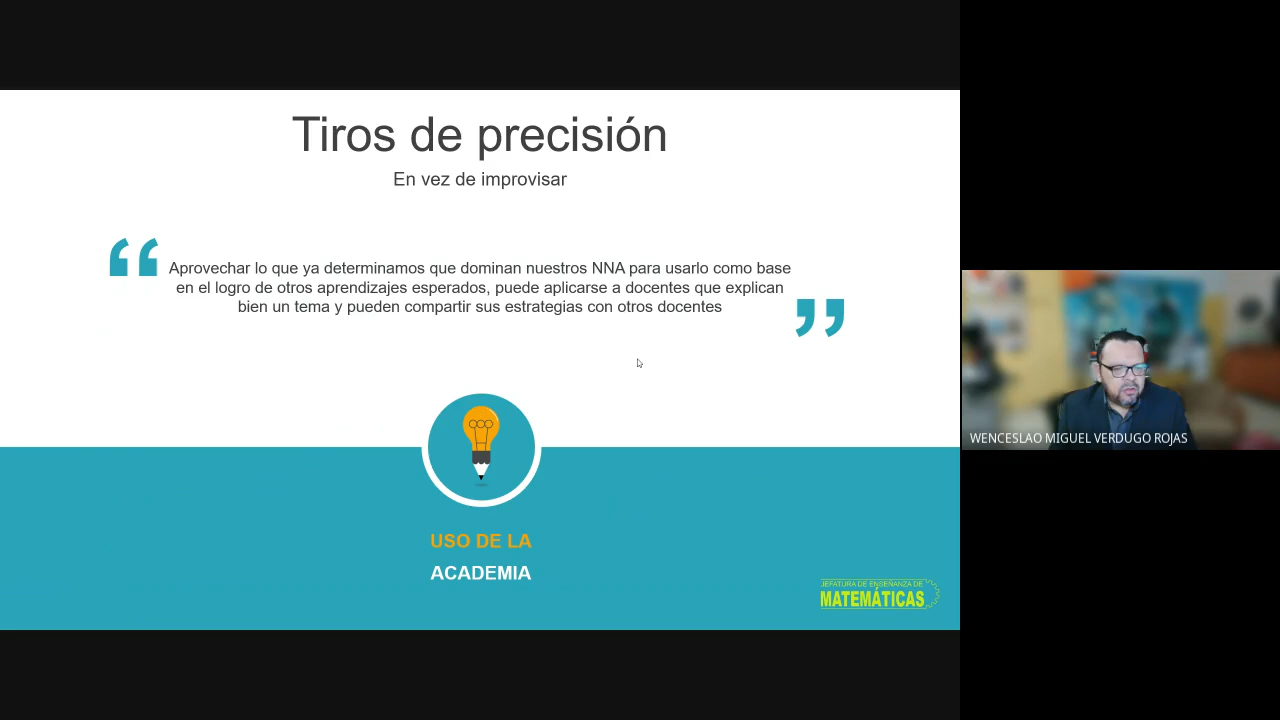 Tiros de precisión
En vez de improvisar
Aprovechar lo que ya determinamos que dominan nuestros NNA para usarlo como base
en el logro de otros aprendizajes esperados, puede aplicarse a docentes que explican
bien un tema y pueden compartir sus estrategias con otros docentes
USO DE LA
ACADEMIA
JEFATURA DE ENSEÑANZA DE
MATEMÁTICAS
WENCESLAO MIGUEL VERDUGO ROJAS